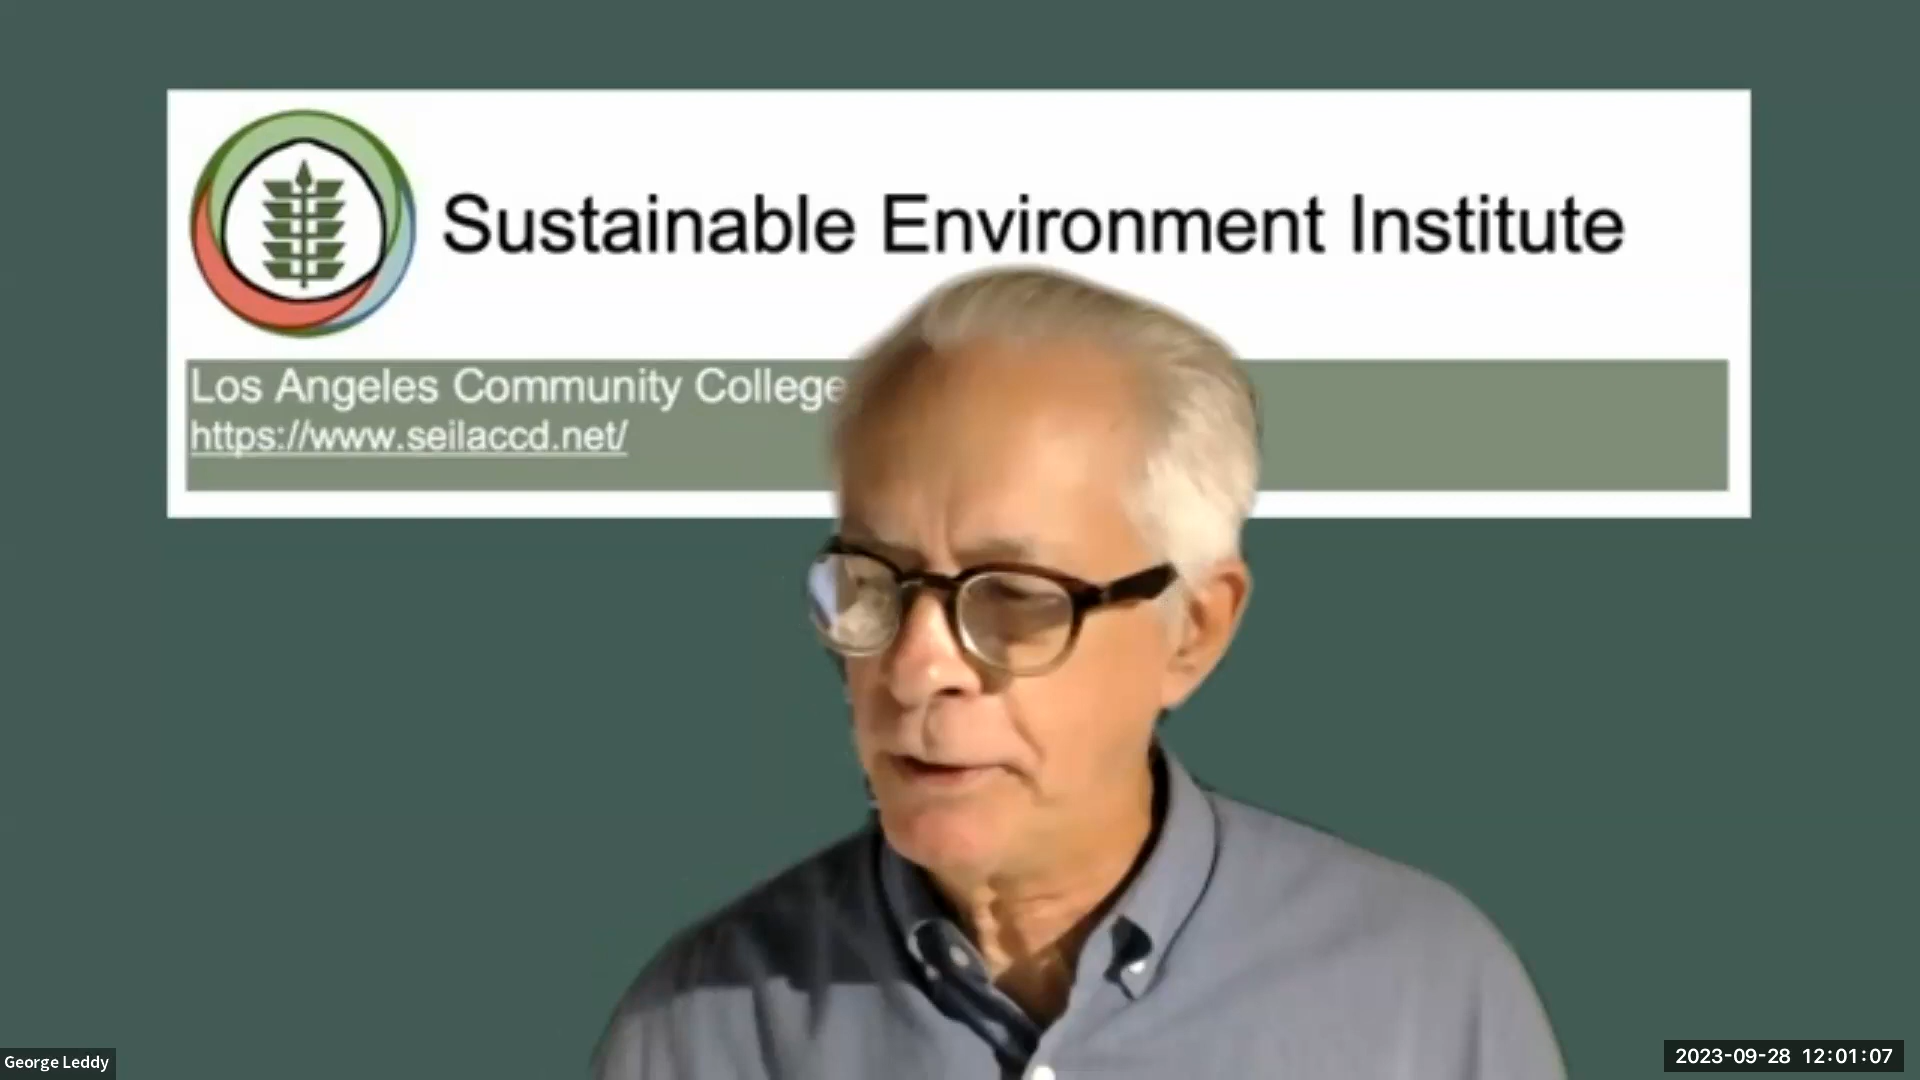 Sustainable Environment Institute
Los Angeles Community College
https://www.seilaccd.net/
George Leddy
2023-09-28 12:01:07